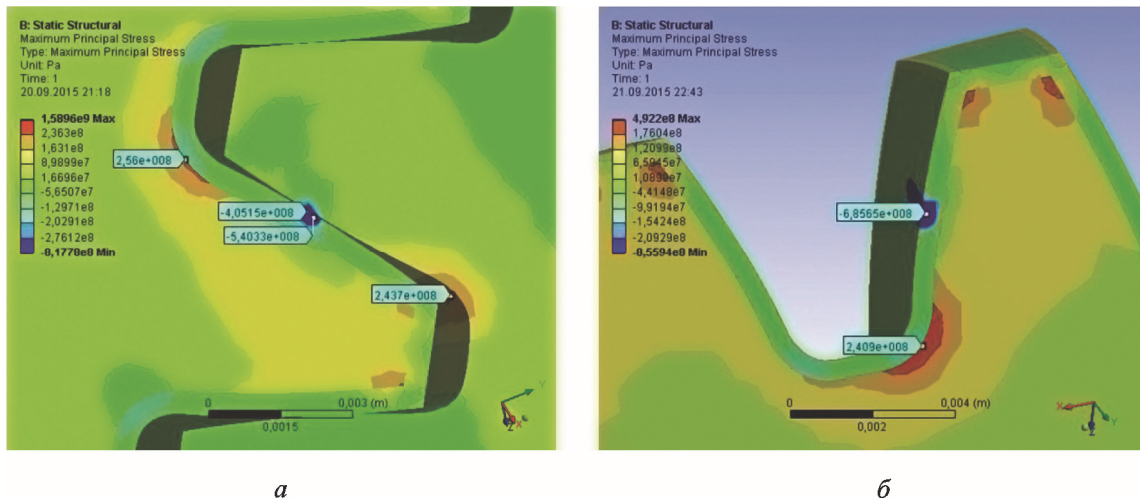 B: Static Structural
Maximum Principal Stress
Type: Maximum Principal Stress
Unit: Pa
Time: 1
20.09.2015 21:18
1,5896e9 Max
2,363e8
1,631e8
8,9899e7
1,6696e7
-5,6507e7
-1,2971e8
-2,0291e8
-2,7612e8
-8,1770e8 Min
2,56e+008
-4,0515e+008
-5,4033e+008
2,437e+008
0
0,003 (m)
0,0015
Y
X
Z
а
B: Static Structural
Maximum Principal Stress
Type: Maximum Principal Stress
Unit: Pa
Time: 1
21.09.2015 22:43
4,922e8 Max
1,7604e8
1,2099e8
6,5945e7
1,0899e7
-4,4148e7
-9,9194e7
-1,5424e8
-2,0929e8
-8,5594e8 Min
-6,8565e+008
2,409e+008
0
0,004 (m)
0,002
X
Y
Z
б